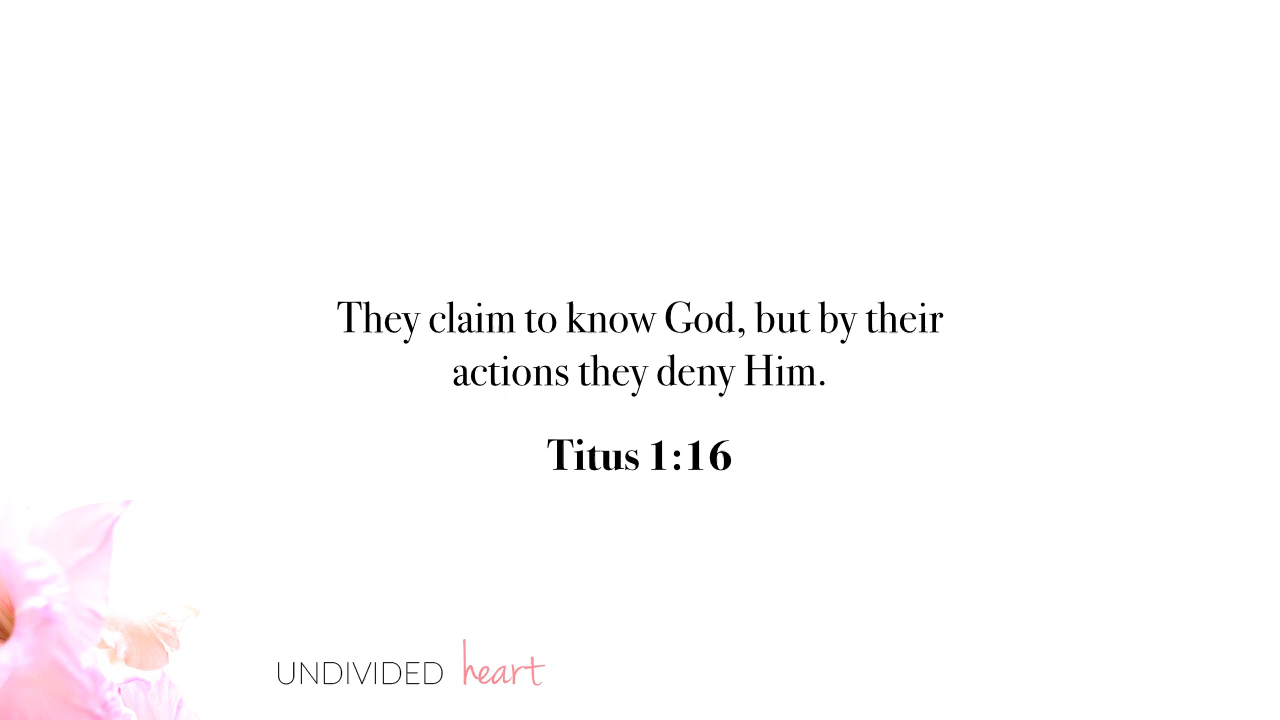 They claim to know God, but by their
actions they deny Him.
Titus 1:16
UNDIVIDED heart